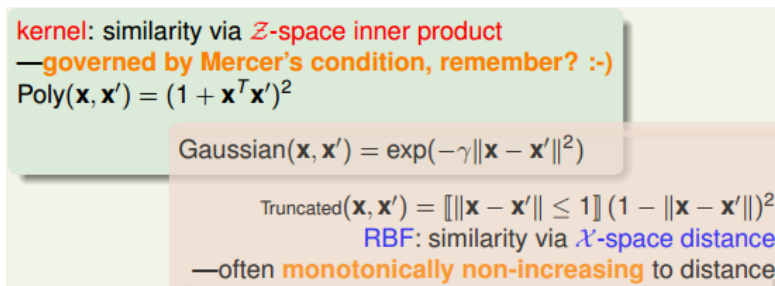 kernel: similarity via 𝒵-space inner product
—governed by Mercer's condition, remember? :-)
Poly(x, x′) = (1 + xᵀx′)²
Gaussian(x, x′) = exp(−γ‖x − x′‖²)
Truncated(x, x′) = ⟦‖x − x′‖ ≤ 1⟧ (1 − ‖x − x′‖)²
RBF: similarity via 𝒳-space distance
—often monotonically non-increasing to distance